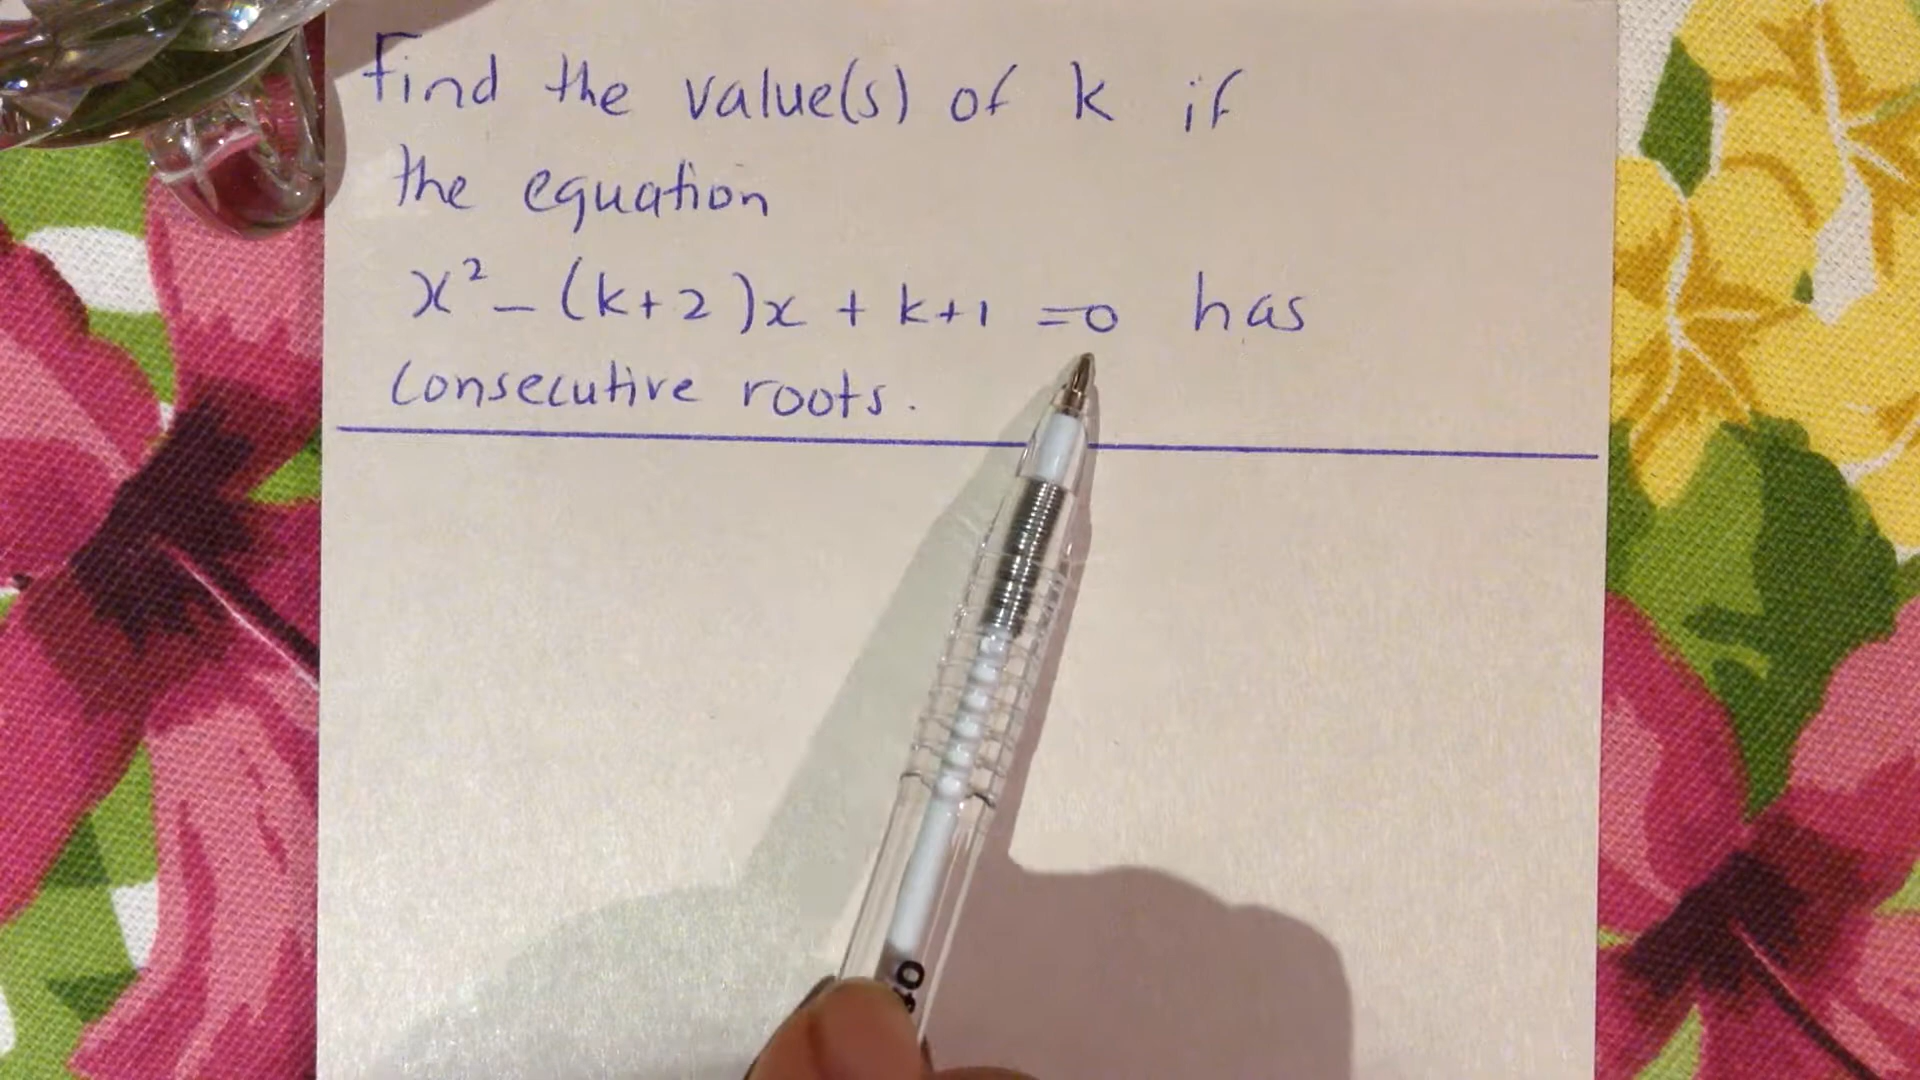 Find the value(s) of k if
the equation
x² - (k+2)x + k+1 =0 has
consecutive roots.